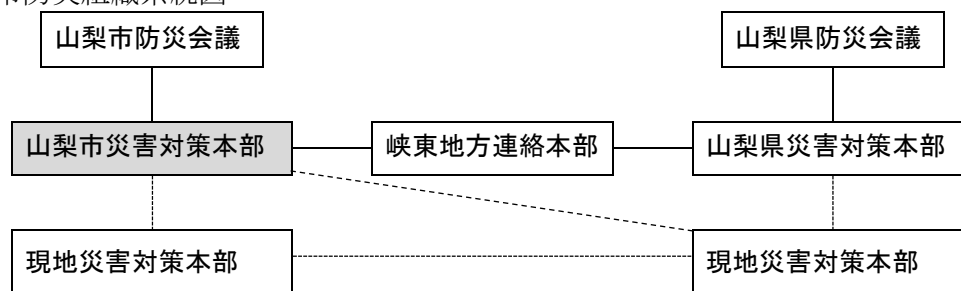 山梨市防災会議 山梨県防災会議
山梨市災害対策本部 峡東地方連絡本部 山梨県災害対策本部
現地災害対策本部 現地災害対策本部